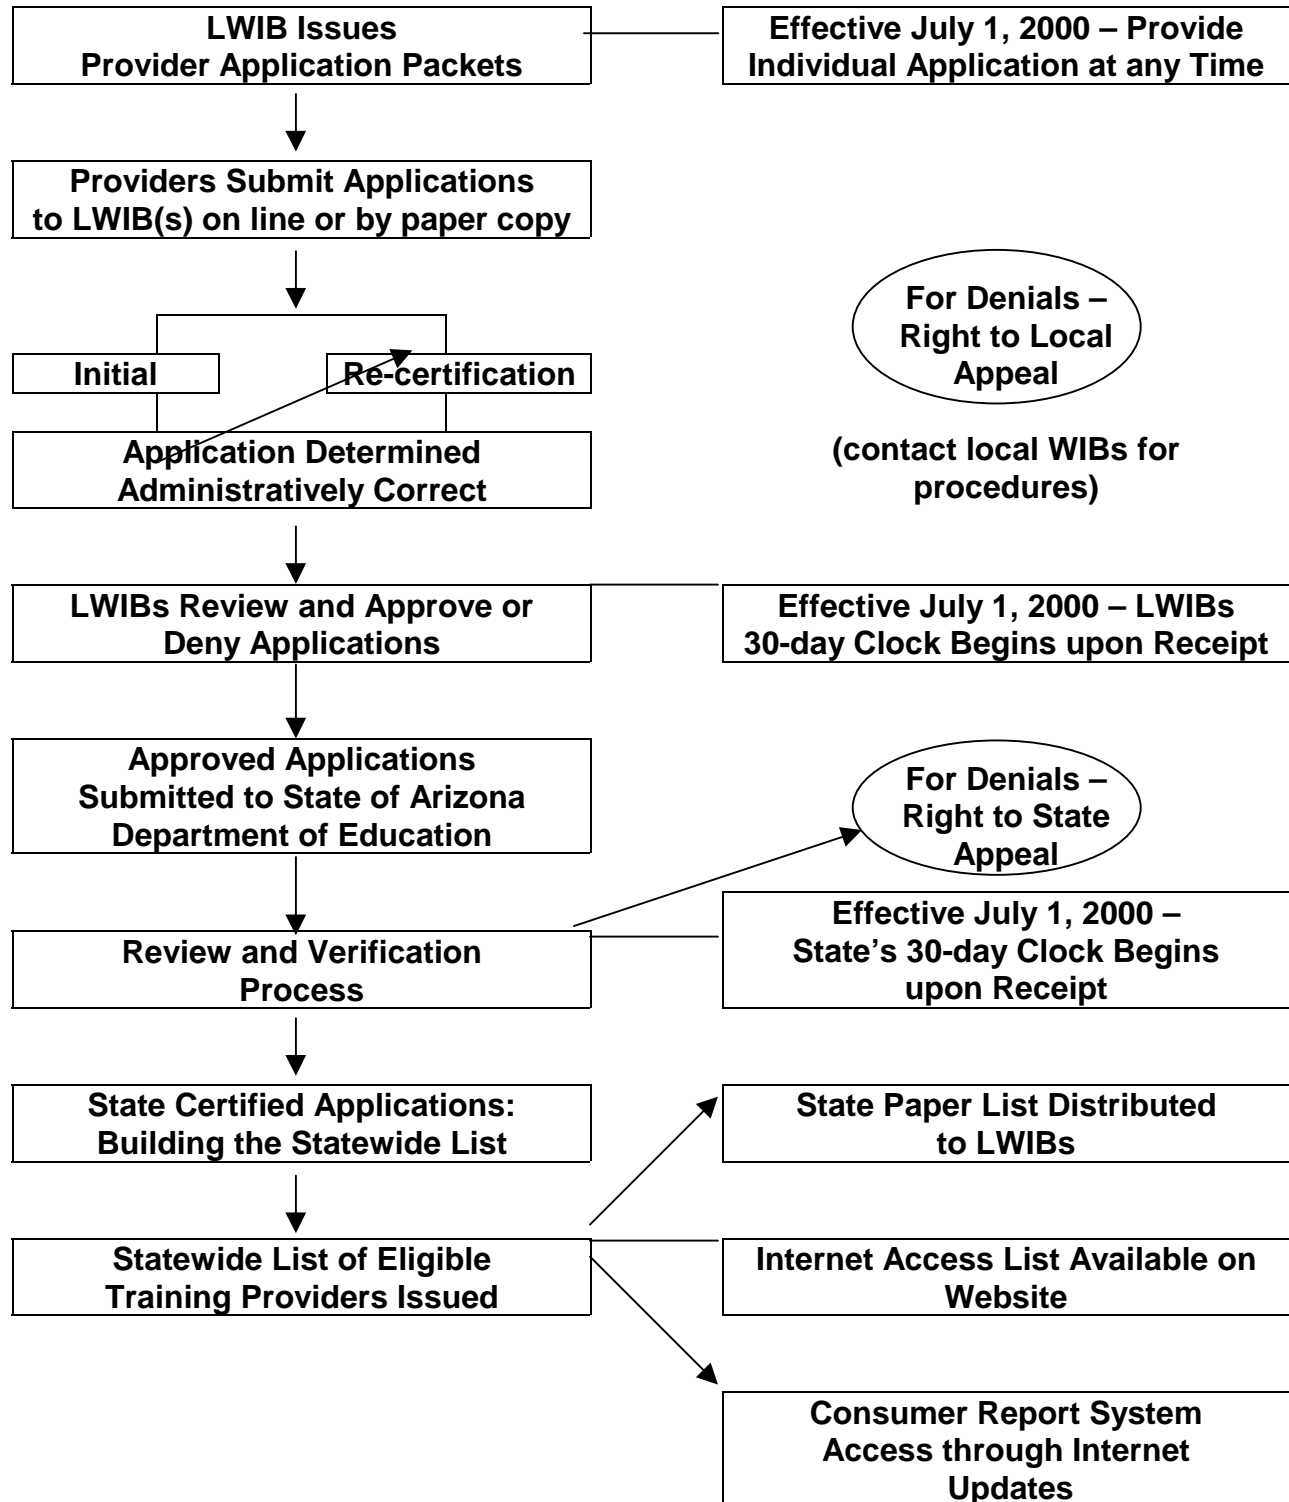 LWIB Issues
Provider Application Packets
Effective July 1, 2000 – Provide
Individual Application at any Time
Providers Submit Applications
to LWIB(s) on line or by paper copy
For Denials –
Right to Local
Appeal
Initial
Re-certification
(contact local WIBs for
procedures)
Application Determined
Administratively Correct
LWIBs Review and Approve or
Deny Applications
Effective July 1, 2000 – LWIBs
30-day Clock Begins upon Receipt
Approved Applications
Submitted to State of Arizona
Department of Education
For Denials –
Right to State
Appeal
Review and Verification
Process
Effective July 1, 2000 –
State’s 30-day Clock Begins
upon Receipt
State Certified Applications:
Building the Statewide List
State Paper List Distributed
to LWIBs
Statewide List of Eligible
Training Providers Issued
Internet Access List Available on
Website
Consumer Report System
Access through Internet
Updates